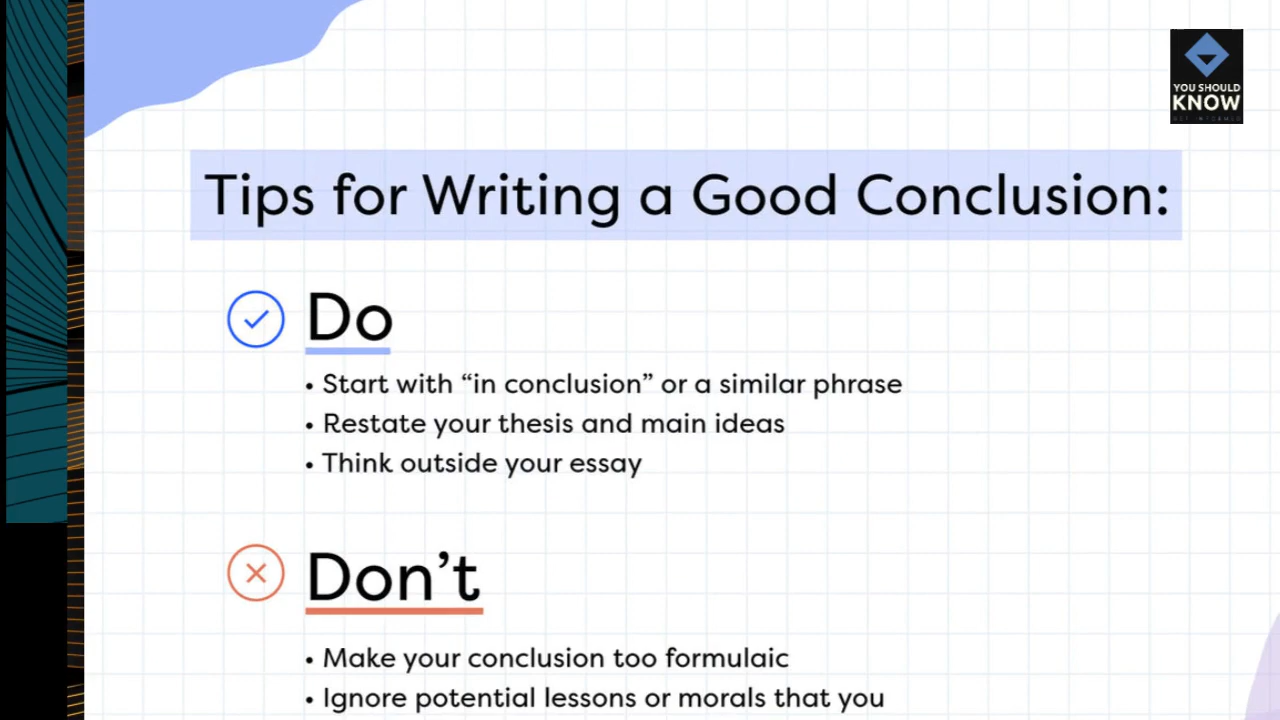 YOU SHOULD
KNOW
GET INFORMED
Tips for Writing a Good Conclusion:
Do
• Start with “in conclusion” or a similar phrase
• Restate your thesis and main ideas
• Think outside your essay
Don’t
• Make your conclusion too formulaic
• Ignore potential lessons or morals that you